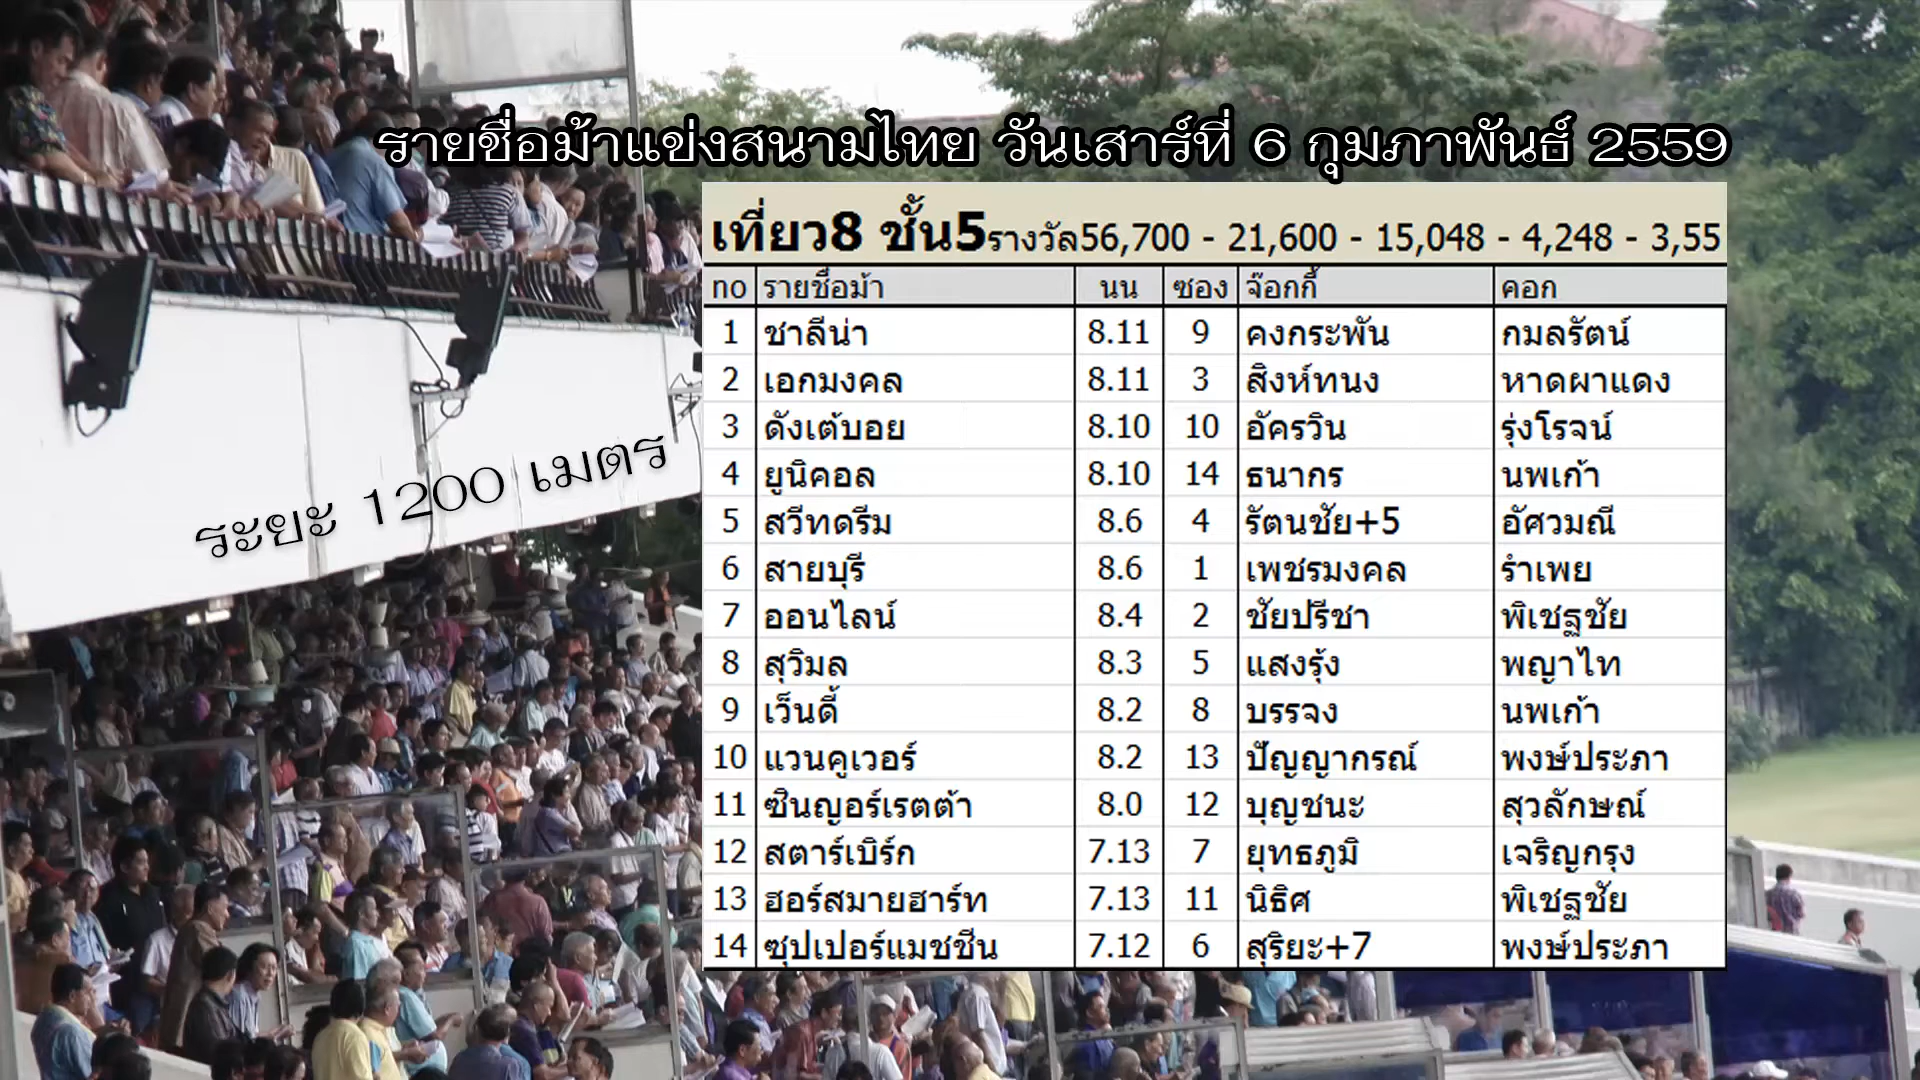 รายชื่อม้าแข่งสนามไทย วันเสาร์ที่ 6 กุมภาพันธ์ 2559
เที่ยว8 ชั้น5รางวัล56,700 - 21,600 - 15,048 - 4,248 - 3,55
no รายชื่อม้า นน ซอง จ๊อกกี้ คอก
1 ชาลีน่า 8.11 9 คงกระพัน กมลรัตน์
2 เอกมงคล 8.11 3 สิงห์ทนง หาดผาแดง
3 ดังเต้บอย 8.10 10 อัครวิน รุ่งโรจน์
4 ยูนิคอล 8.10 14 ธนากร นพเก้า
5 สวีทดรีม 8.6 4 รัตนชัย+5 อัศวมณี
6 สายบุรี 8.6 1 เพชรมงคล รำเพย
7 ออนไลน์ 8.4 2 ชัยปรีชา พิเชฐชัย
8 สุวิมล 8.3 5 แสงรุ้ง พญาไท
9 เว็นดี้ 8.2 8 บรรจง นพเก้า
10 แวนคูเวอร์ 8.2 13 ปัญญากรณ์ พงษ์ประภา
11 ซินญอร์เรตต้า 8.0 12 บุญชนะ สุวลักษณ์
12 สตาร์เบิร์ก 7.13 7 ยุทธภูมิ เจริญกรุง
13 ฮอร์สมายฮาร์ท 7.13 11 นิธิศ พิเชฐชัย
14 ซุปเปอร์แมชชีน 7.12 6 สุริยะ+7 พงษ์ประภา
ระยะ 1200 เมตร